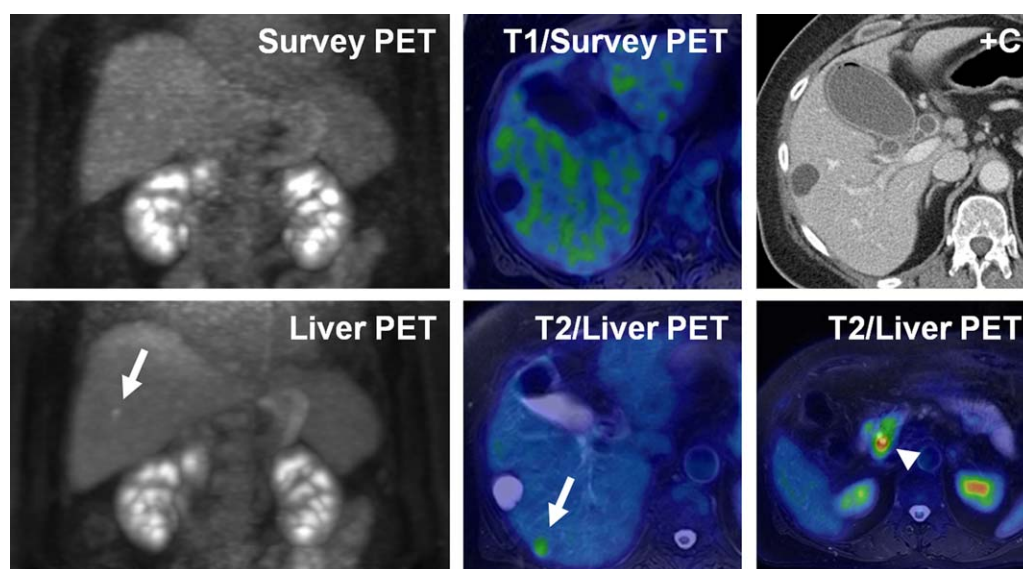 Survey PET
T1/Survey PET
+C
Liver PET
T2/Liver PET
T2/Liver PET